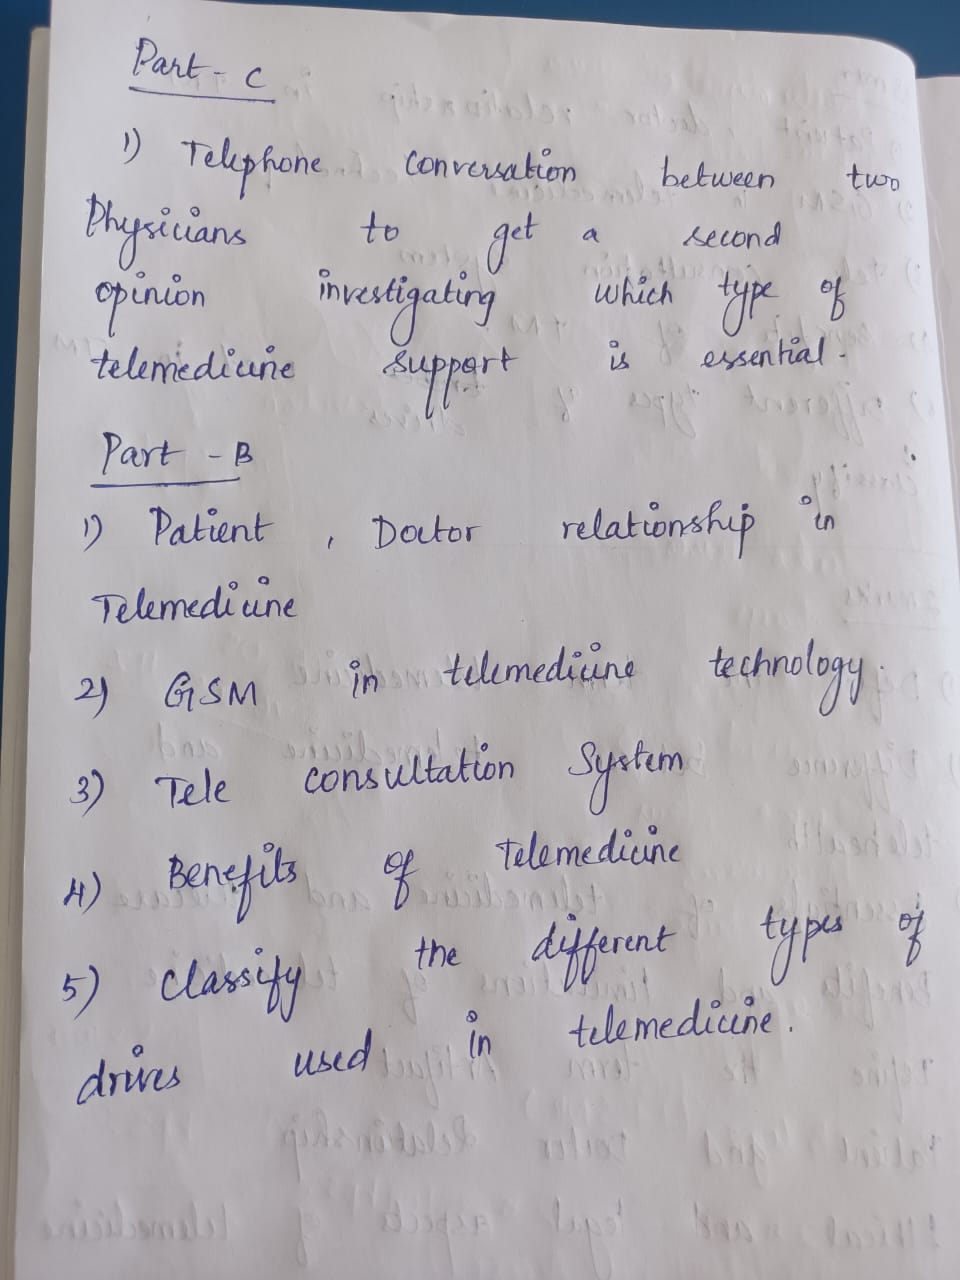 Part - C
1) Telephone conversation between two
Physicians to get a second
opinion investigating which type of
telemedicine support is essential.
Part - B
1) Patient, Doctor relationship in
Telemedicine
2) GSM in telemedicine technology.
3) Tele consultation System
4) Benefits of Telemedicine
5) Classify the different types of
drives used in telemedicine.